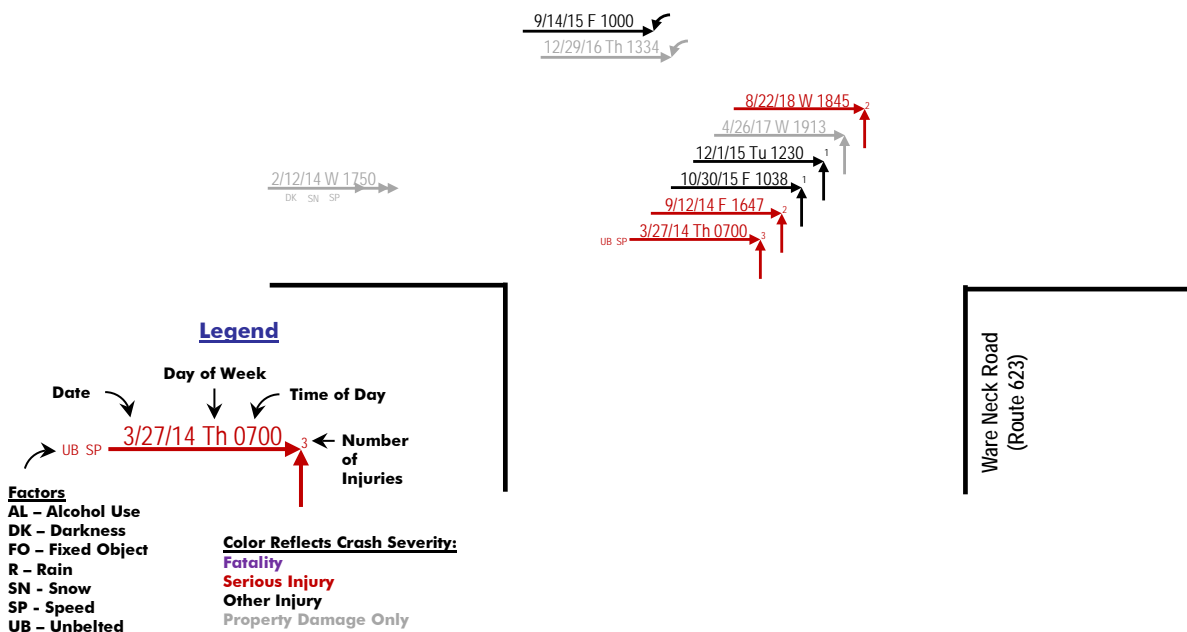 9/14/15 F 1000
12/29/16 Th 1334
8/22/18 W 1845 2
4/26/17 W 1913
12/1/15 Tu 1230 1
10/30/15 F 1038 1
9/12/14 F 1647 2
UB SP 3/27/14 Th 0700 3
2/12/14 W 1750
DK SN SP
Legend
Day of Week
Date
Time of Day
UB SP 3/27/14 Th 0700 3
Number
of
Injuries
Factors
AL – Alcohol Use
DK – Darkness
FO – Fixed Object
R – Rain
SN - Snow
SP - Speed
UB – Unbelted
Color Reflects Crash Severity:
Fatality
Serious Injury
Other Injury
Property Damage Only
Ware Neck Road
(Route 623)